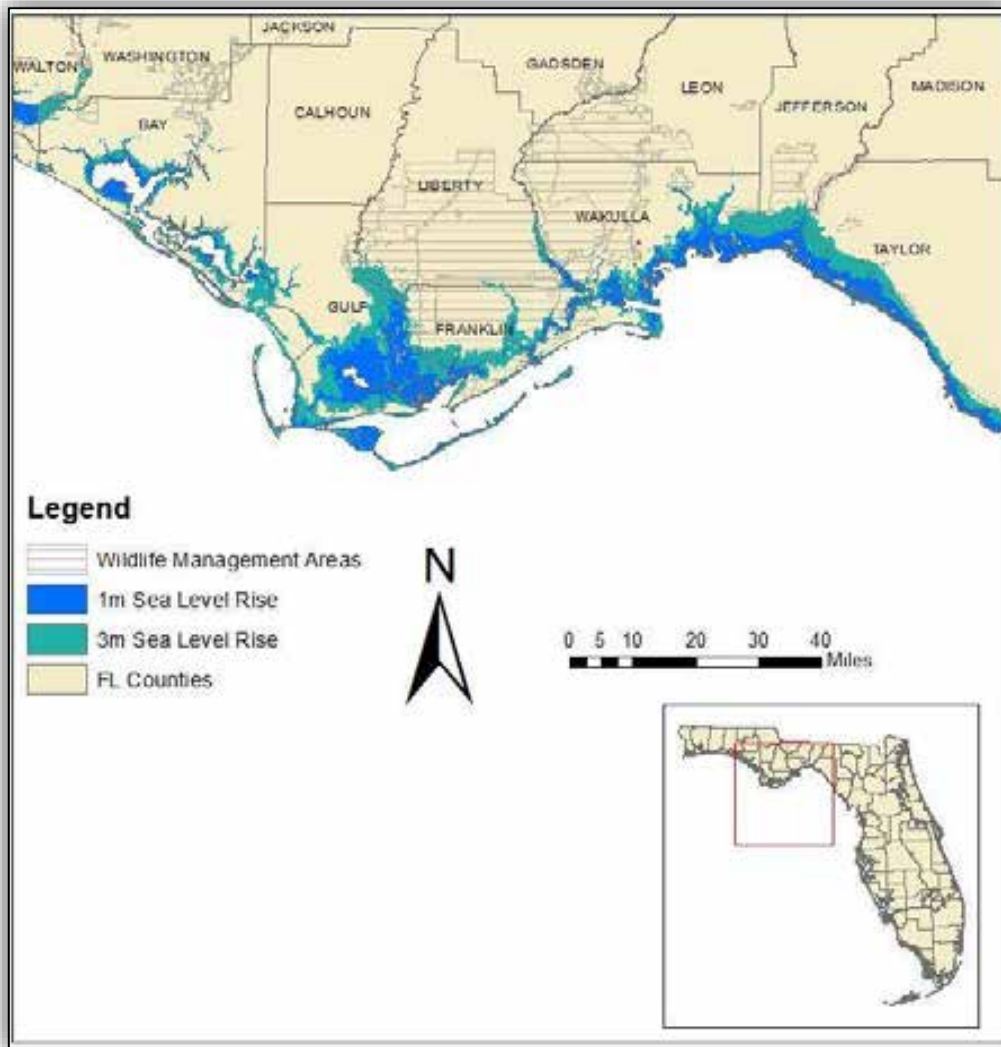 JACKSON
WASHINGTON
WALTON
GADSDEN
LEON
MADISON
JEFFERSON
CALHOUN
BAY
LIBERTY
WAKULLA
TAYLOR
GULF
FRANKLIN
Legend
Wildlife Management Areas
1m Sea Level Rise
3m Sea Level Rise
FL Counties
N
0 5 10 20 30 40
Miles